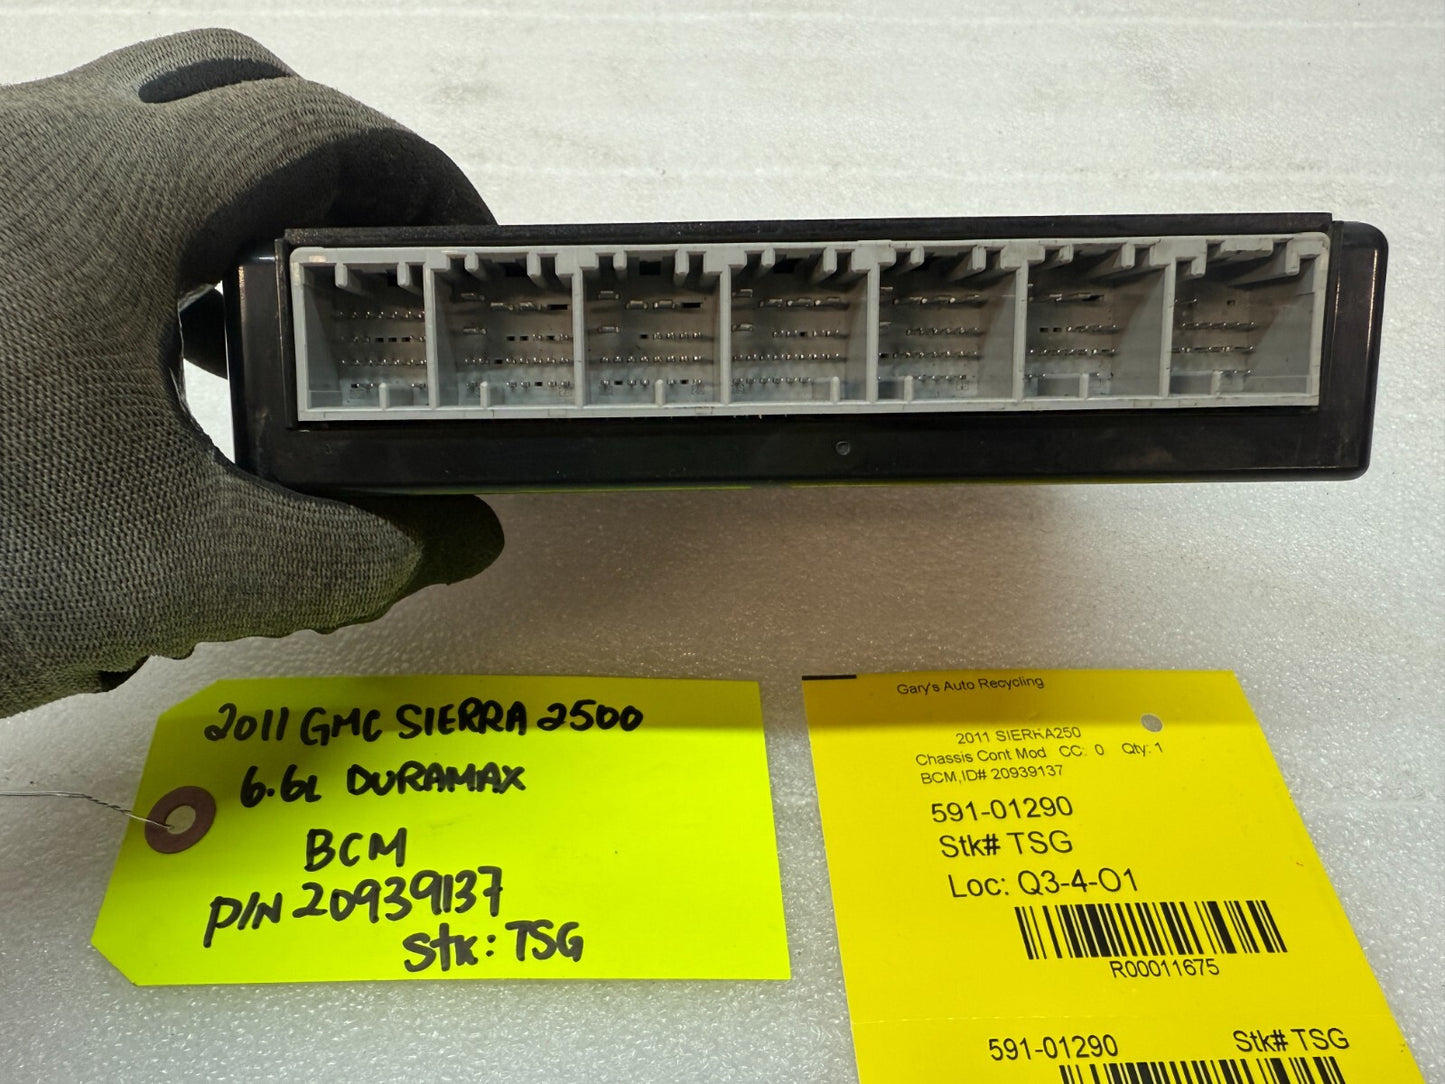 2011 GMC SIERRA 2500
6.6L DURAMAX
BCM
P/N 20939137
Stk: TSG
Gary's Auto Recycling
2011 SIERRA250
Chassis Cont Mod CC: 0 Qty: 1
BCM,ID# 20939137
591-01290
Stk# TSG
Loc: Q3-4-O1
R00011675
591-01290 Stk# TSG